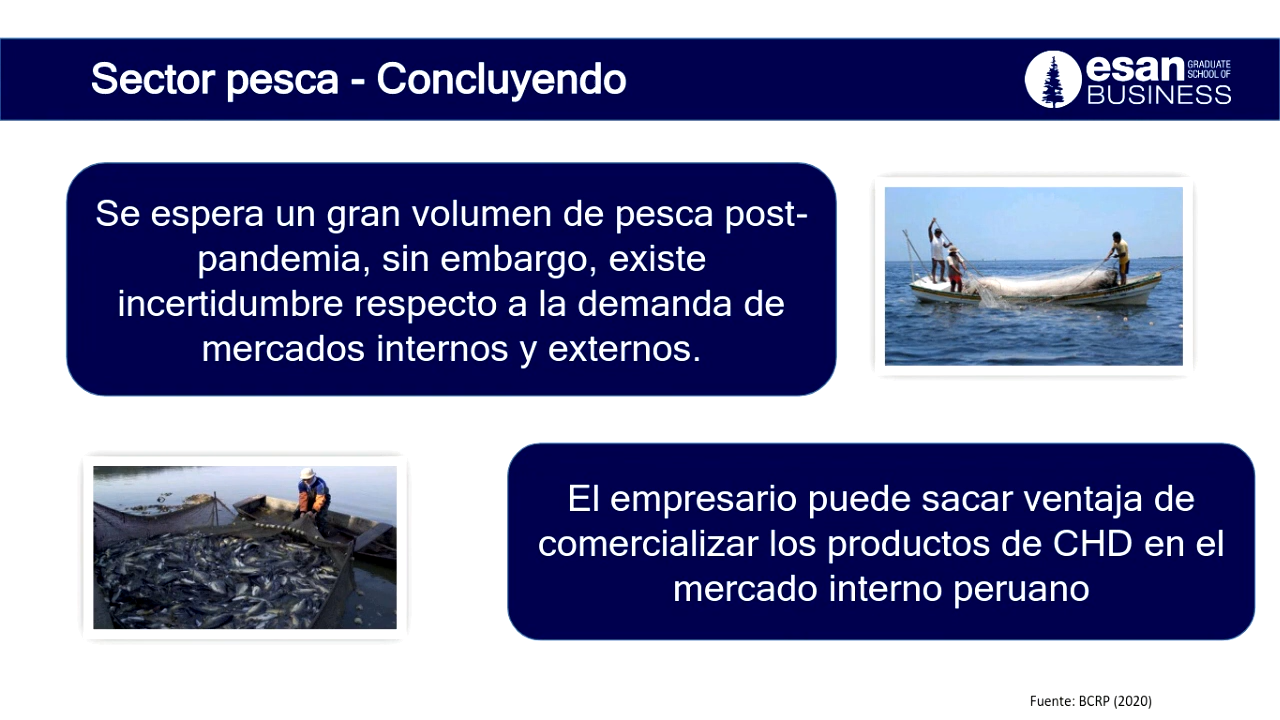 Sector pesca - Concluyendo
esan GRADUATE
SCHOOL OF
BUSINESS
Se espera un gran volumen de pesca post-
pandemia, sin embargo, existe
incertidumbre respecto a la demanda de
mercados internos y externos.
El empresario puede sacar ventaja de
comercializar los productos de CHD en el
mercado interno peruano
Fuente: BCRP (2020)